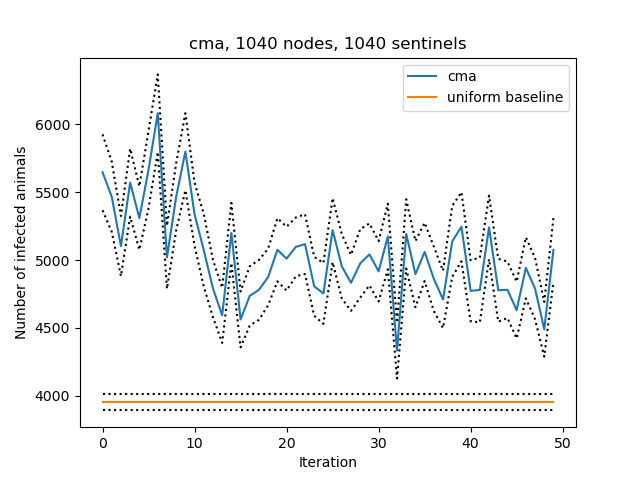 cma, 1040 nodes, 1040 sentinels
cma
uniform baseline
Number of infected animals
6000
5500
5000
4500
4000
0
10
20
30
40
50
Iteration